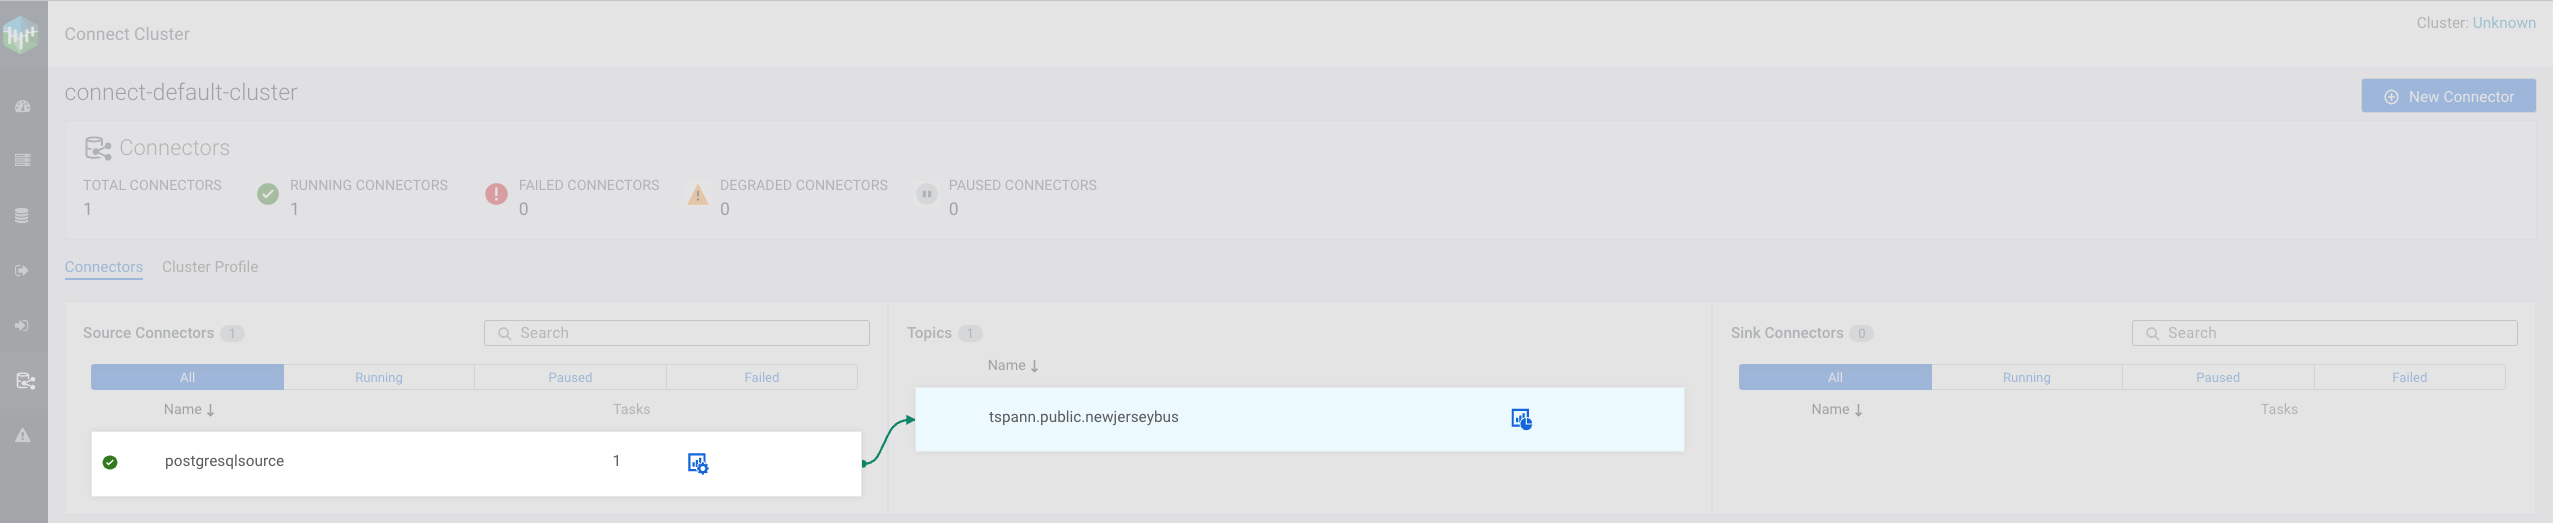 Connect Cluster
Cluster: Unknown
connect-default-cluster
New Connector
Connectors
TOTAL CONNECTORS
1
RUNNING CONNECTORS
1
FAILED CONNECTORS
0
DEGRADED CONNECTORS
0
PAUSED CONNECTORS
0
Connectors Cluster Profile
Source Connectors 1
Search
All Running Paused Failed
Name Tasks
postgresqlsource 1
Topics 1
Name
tspann.public.newjerseybus
Sink Connectors 0
Search
All Running Paused Failed
Name Tasks